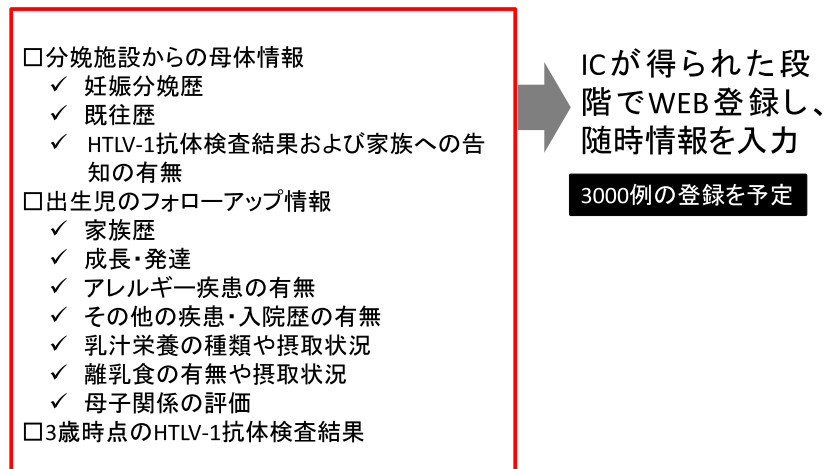 □分娩施設からの母体情報
✓ 妊娠分娩歴
✓ 既往歴
✓ HTLV-1抗体検査結果および家族への告
知の有無
□出生児のフォローアップ情報
✓ 家族歴
✓ 成長・発達
✓ アレルギー疾患の有無
✓ その他の疾患・入院歴の有無
✓ 乳汁栄養の種類や摂取状況
✓ 離乳食の有無や摂取状況
✓ 母子関係の評価
□3歳時点のHTLV-1抗体検査結果
ICが得られた段
階でWEB登録し、
随時情報を入力
3000例の登録を予定